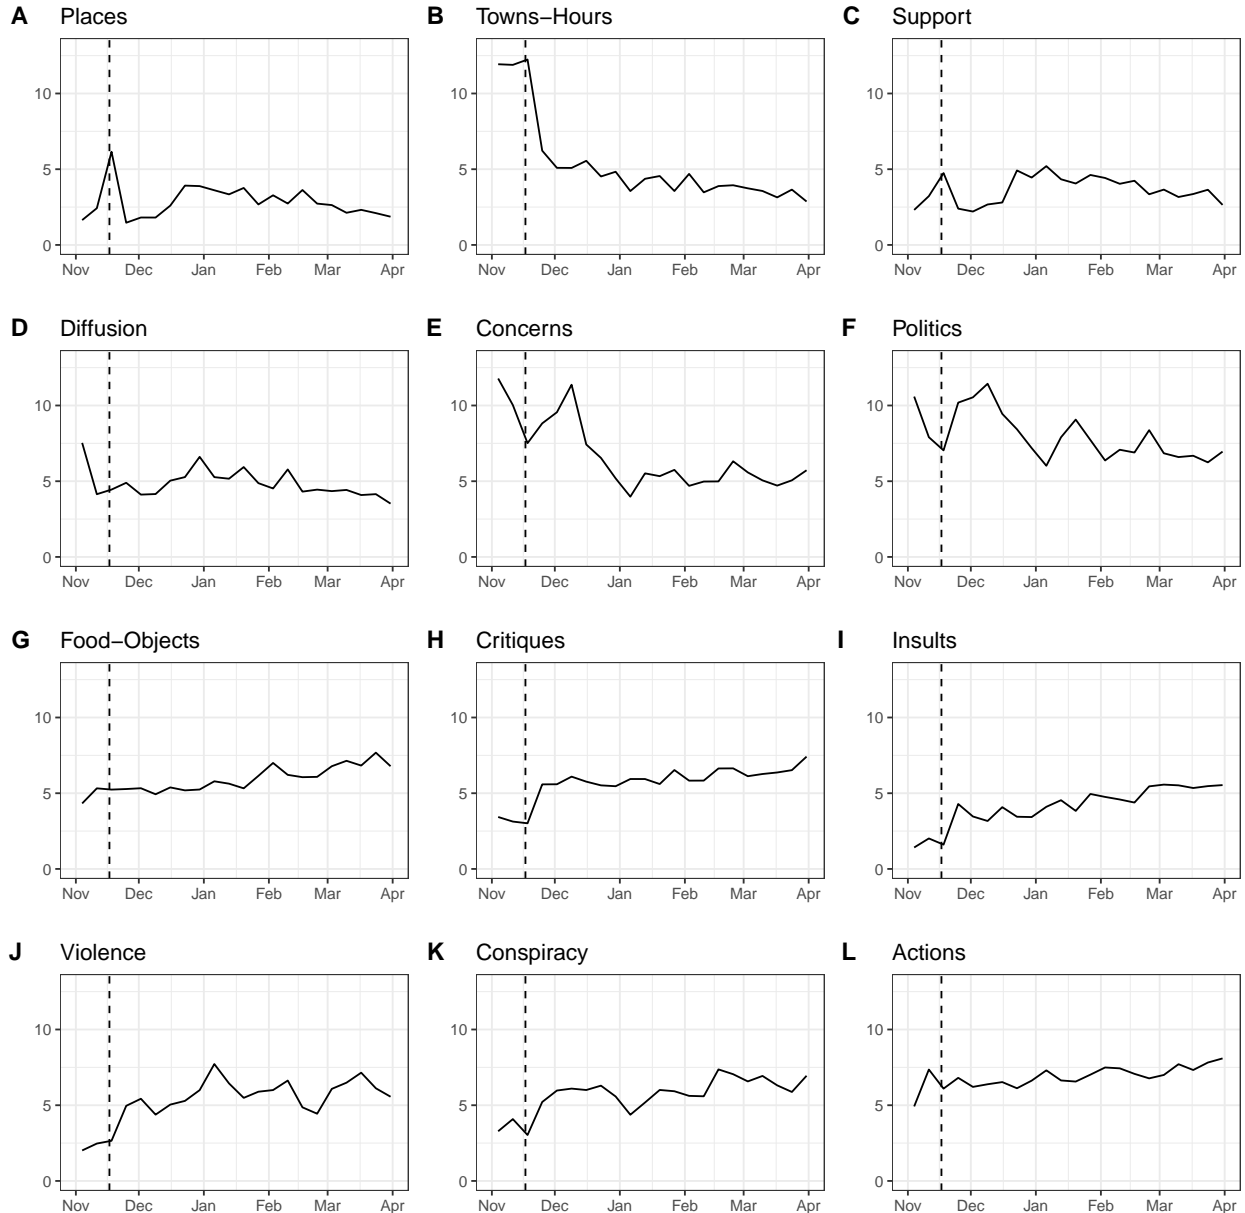 A Places
B Towns−Hours
C Support
10
5
0
Nov Dec Jan Feb Mar Apr
10
5
0
Nov Dec Jan Feb Mar Apr
10
5
0
Nov Dec Jan Feb Mar Apr
D Diffusion
E Concerns
F Politics
10
5
0
Nov Dec Jan Feb Mar Apr
10
5
0
Nov Dec Jan Feb Mar Apr
10
5
0
Nov Dec Jan Feb Mar Apr
G Food−Objects
H Critiques
I Insults
10
5
0
Nov Dec Jan Feb Mar Apr
10
5
0
Nov Dec Jan Feb Mar Apr
10
5
0
Nov Dec Jan Feb Mar Apr
J Violence
K Conspiracy
L Actions
10
5
0
Nov Dec Jan Feb Mar Apr
10
5
0
Nov Dec Jan Feb Mar Apr
10
5
0
Nov Dec Jan Feb Mar Apr